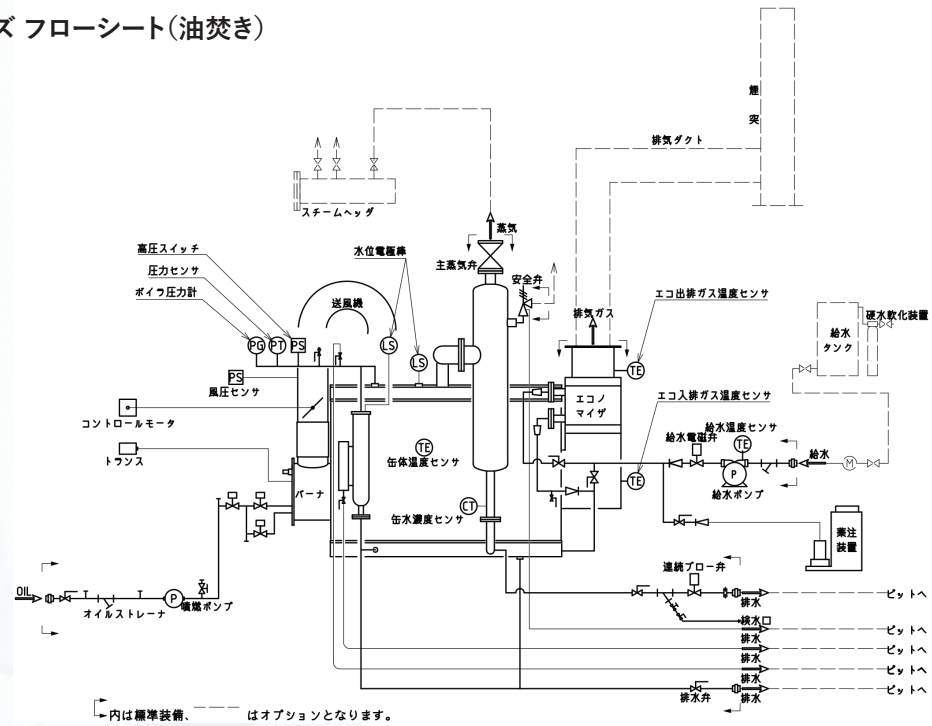 ズ フローシート(油焚き)
煙突
排気ダクト
スチームヘッダ
蒸気
高圧スイッチ
水位電極棒
主蒸気弁
圧力センサ
安全弁
ボイラ圧力計
送風機
排気ガス
エコ出排ガス温度センサ
給水タンク
硬水軟化装置
PG
PT
PS
LS
LS
TE
PS
風圧センサ
エコノマイザ
エコ入排ガス温度センサ
コントロールモータ
給水温度センサ
給水電磁弁
TE
TE
缶体温度センサ
トランス
給水
M
P
給水ポンプ
TE
バーナ
CT
缶水濃度センサ
薬注装置
連続ブロー弁
OIL
P
噴燃ポンプ
オイルストレーナ
排水
ピットへ
検水口
排水
ピットへ
排水
ピットへ
排水
ピットへ
排水弁
排水
ピットへ
内は標準装備、 はオプションとなります。